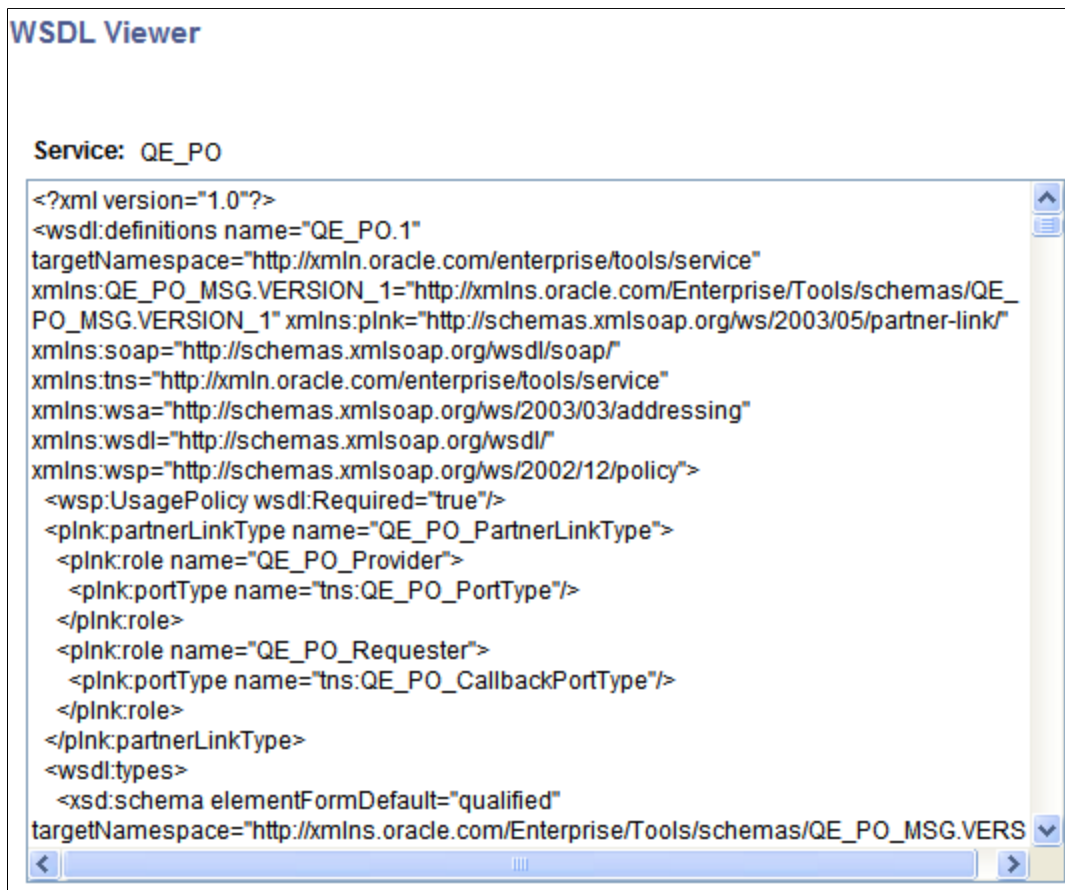 WSDL Viewer
Service: QE_PO
<?xml version="1.0"?>
<wsdl:definitions name="QE_PO.1"
targetNamespace="http://xmln.oracle.com/enterprise/tools/service"
xmlns:QE_PO_MSG.VERSION_1="http://xmlns.oracle.com/Enterprise/Tools/schemas/QE_
PO_MSG.VERSION_1" xmlns:plnk="http://schemas.xmlsoap.org/ws/2003/05/partner-link/"
xmlns:soap="http://schemas.xmlsoap.org/wsdl/soap/"
xmlns:tns="http://xmln.oracle.com/enterprise/tools/service"
xmlns:wsa="http://schemas.xmlsoap.org/ws/2003/03/addressing"
xmlns:wsdl="http://schemas.xmlsoap.org/wsdl/"
xmlns:wsp="http://schemas.xmlsoap.org/ws/2002/12/policy">
<wsp:UsagePolicy wsdl:Required="true"/>
<plnk:partnerLinkType name="QE_PO_PartnerLinkType">
<plnk:role name="QE_PO_Provider">
<plnk:portType name="tns:QE_PO_PortType"/>
</plnk:role>
<plnk:role name="QE_PO_Requester">
<plnk:portType name="tns:QE_PO_CallbackPortType"/>
</plnk:role>
</plnk:partnerLinkType>
<wsdl:types>
<xsd:schema elementFormDefault="qualified"
targetNamespace="http://xmlns.oracle.com/Enterprise/Tools/schemas/QE_PO_MSG.VERS